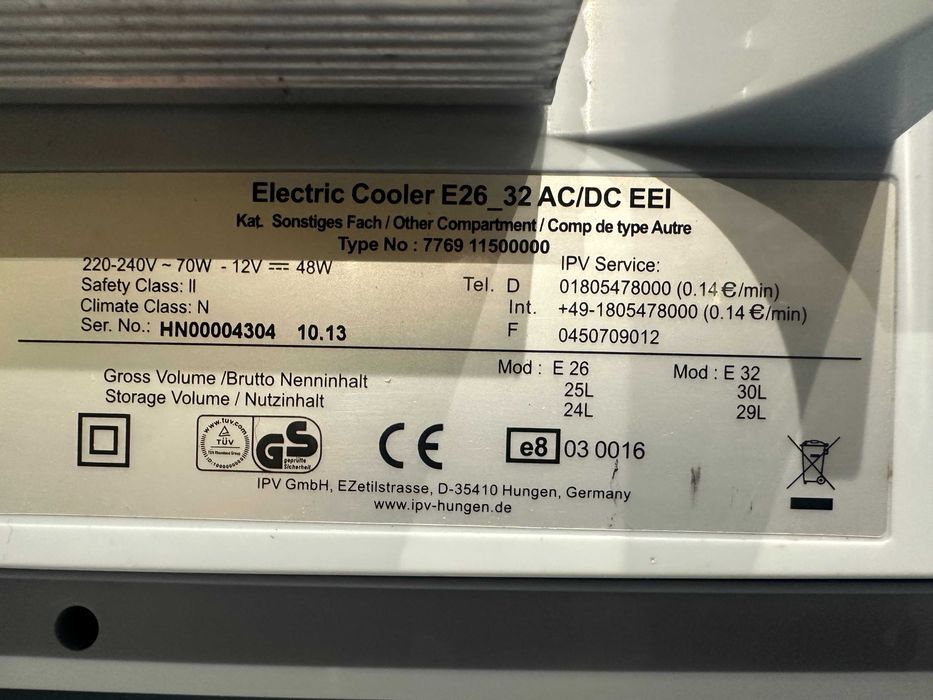 Electric Cooler E26_32 AC/DC EEI
Kat. Sonstiges Fach / Other Compartment / Comp de type Autre
Type No : 7769 11500000
220-240V ~ 70W - 12V ⎓ 48W
Safety Class: II
Climate Class: N
Ser. No.: HN00004304 10.13
IPV Service:
Tel. D 01805478000 (0.14 €/min)
Int. +49-1805478000 (0.14 €/min)
F 0450709012
Mod : E 26 Mod : E 32
Gross Volume /Brutto Nenninhalt 25L 30L
Storage Volume / Nutzinhalt 24L 29L
www.tuv.com
TÜV
GS
geprüfte
Sicherheit
CE
e8 03 0016
IPV GmbH, EZetilstrasse, D-35410 Hungen, Germany
www.ipv-hungen.de